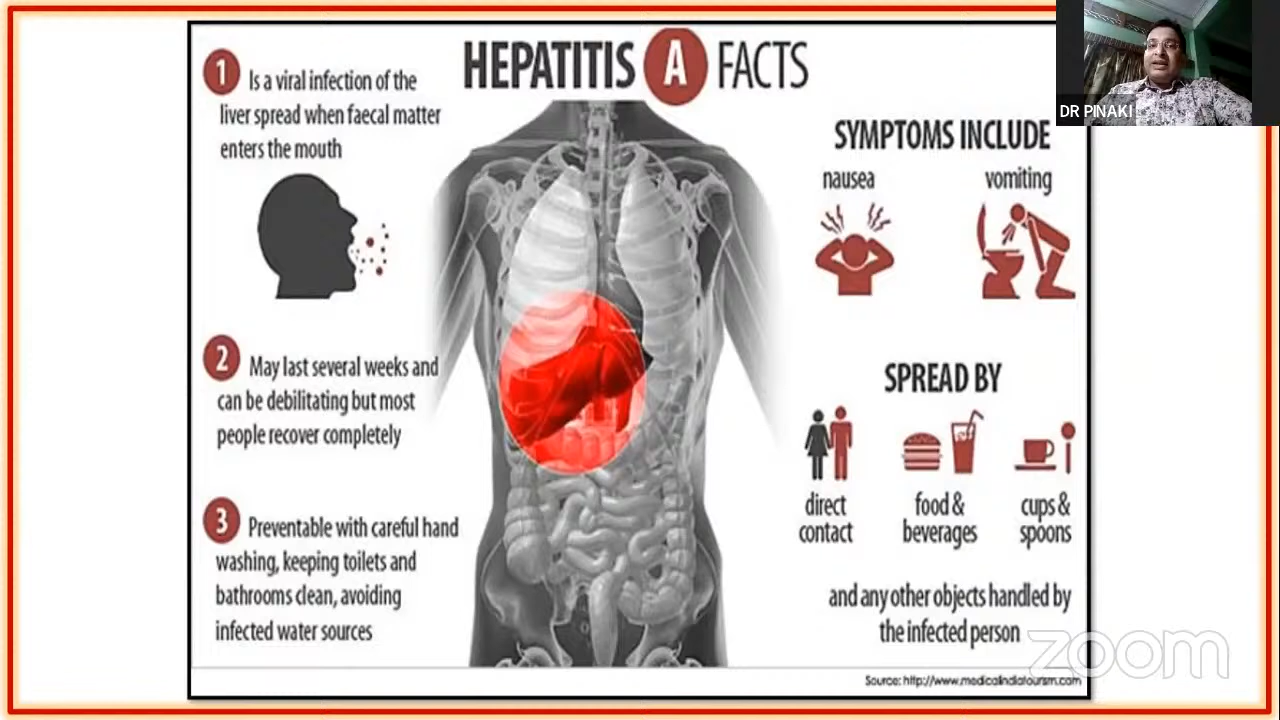 HEPATITIS A FACTS
1 Is a viral infection of the
liver spread when faecal matter
enters the mouth
2 May last several weeks and
can be debilitating but most
people recover completely
3 Preventable with careful hand
washing, keeping toilets and
bathrooms clean, avoiding
infected water sources
SYMPTOMS INCLUDE
nausea
vomiting
SPREAD BY
direct
contact
food &
beverages
cups &
spoons
and any other objects handled by
the infected person
Source: http://www.medicalindiatourism.com
DR PINAKI
zoom